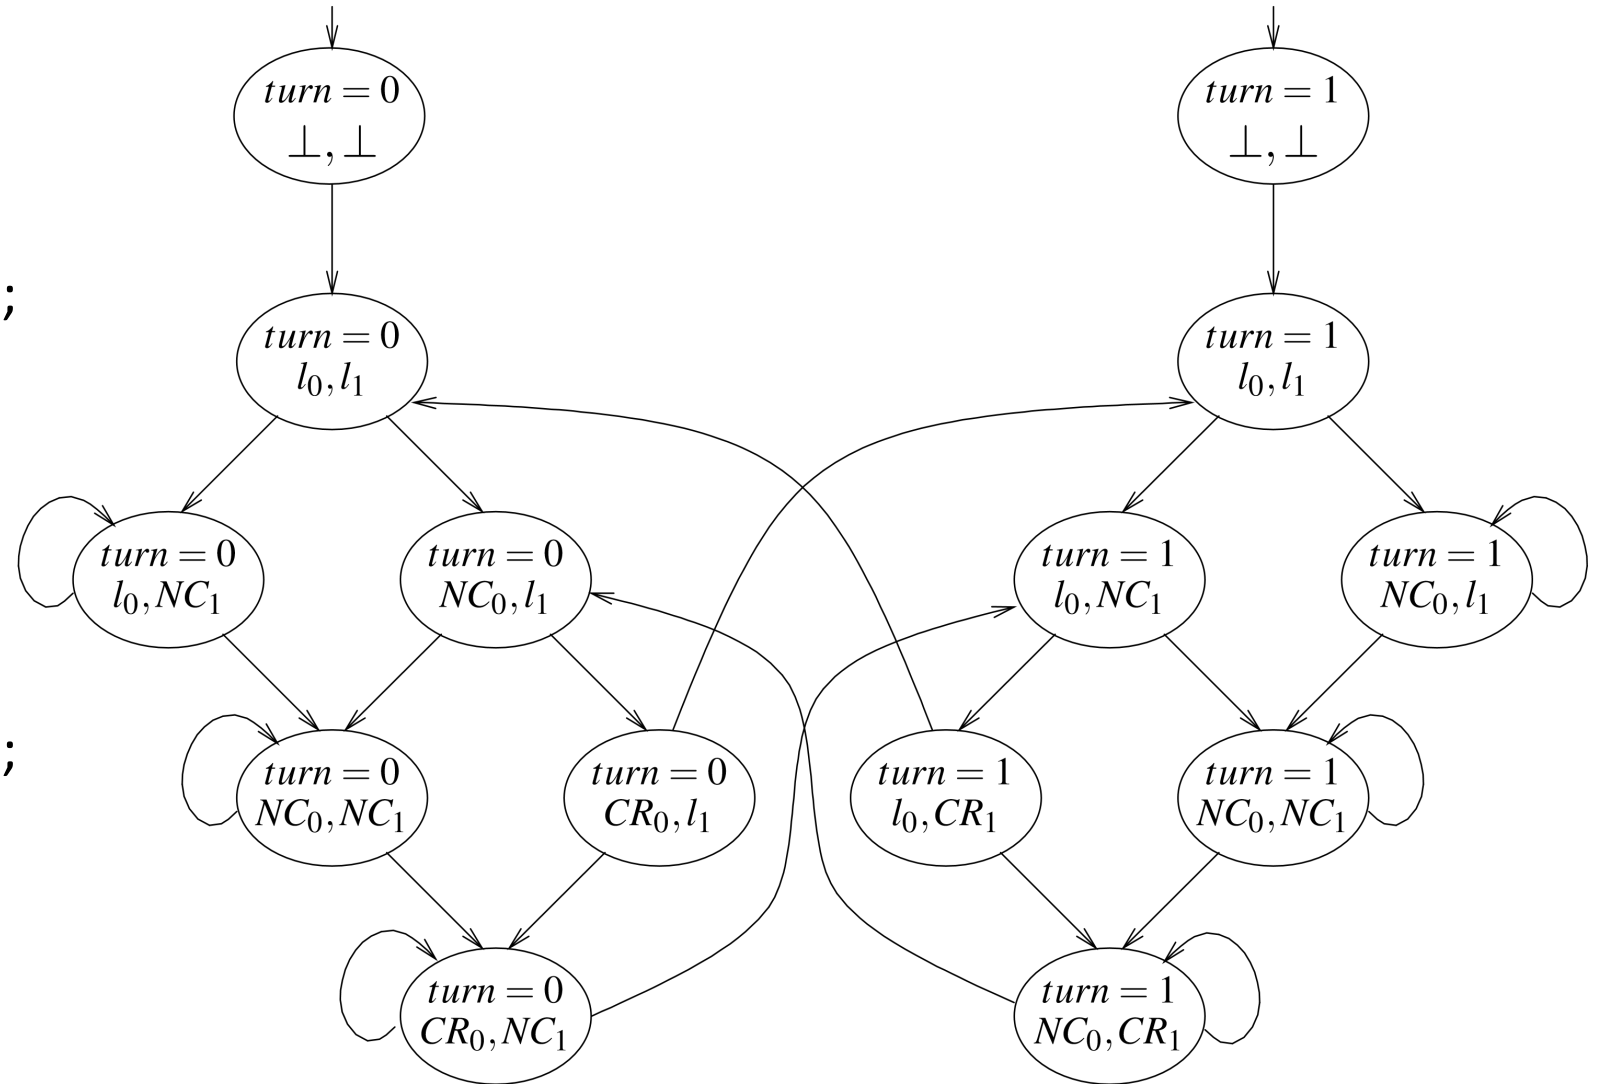 turn = 0
⊥, ⊥
turn = 1
⊥, ⊥
;
turn = 0
l₀, l₁
turn = 1
l₀, l₁
turn = 0
l₀, NC₁
turn = 0
NC₀, l₁
turn = 1
l₀, NC₁
turn = 1
NC₀, l₁
;
turn = 0
NC₀, NC₁
turn = 0
CR₀, l₁
turn = 1
l₀, CR₁
turn = 1
NC₀, NC₁
turn = 0
CR₀, NC₁
turn = 1
NC₀, CR₁